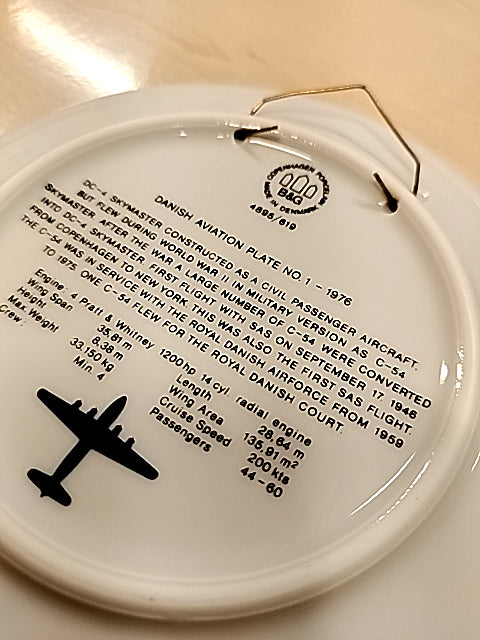 COPENHAGEN PORCELAIN
B&G
MADE IN DENMARK
4895/619
DANISH AVIATION PLATE NO. 1 - 1976
DC-4 SKYMASTER CONSTRUCTED AS A CIVIL PASSENGER AIRCRAFT.
BUT FLEW DURING WORLD WAR II IN MILITARY VERSION AS C-54
SKYMASTER. AFTER THE WAR A LARGE NUMBER OF C-54 WERE CONVERTED
INTO DC-4 SKYMASTER. FIRST FLIGHT WITH SAS ON SEPTEMBER 17. 1946
FROM COPENHAGEN TO NEW YORK. THIS WAS ALSO THE FIRST SAS FLIGHT.
THE C-54 WAS IN SERVICE WITH THE ROYAL DANISH AIRFORCE FROM 1959
TO 1975. ONE C-54 FLEW FOR THE ROYAL DANISH COURT.
Engine, 4 Pratt & Whitney 1200hp 14 cyl. radial engine
Wing Span 35,81 m Length 28,64 m
Height, 8,38 m Wing Area 135,91 m²
Max. Weight 33,150 kg Cruise Speed 200 kts
Crew: Min. 4 Passengers 44-60